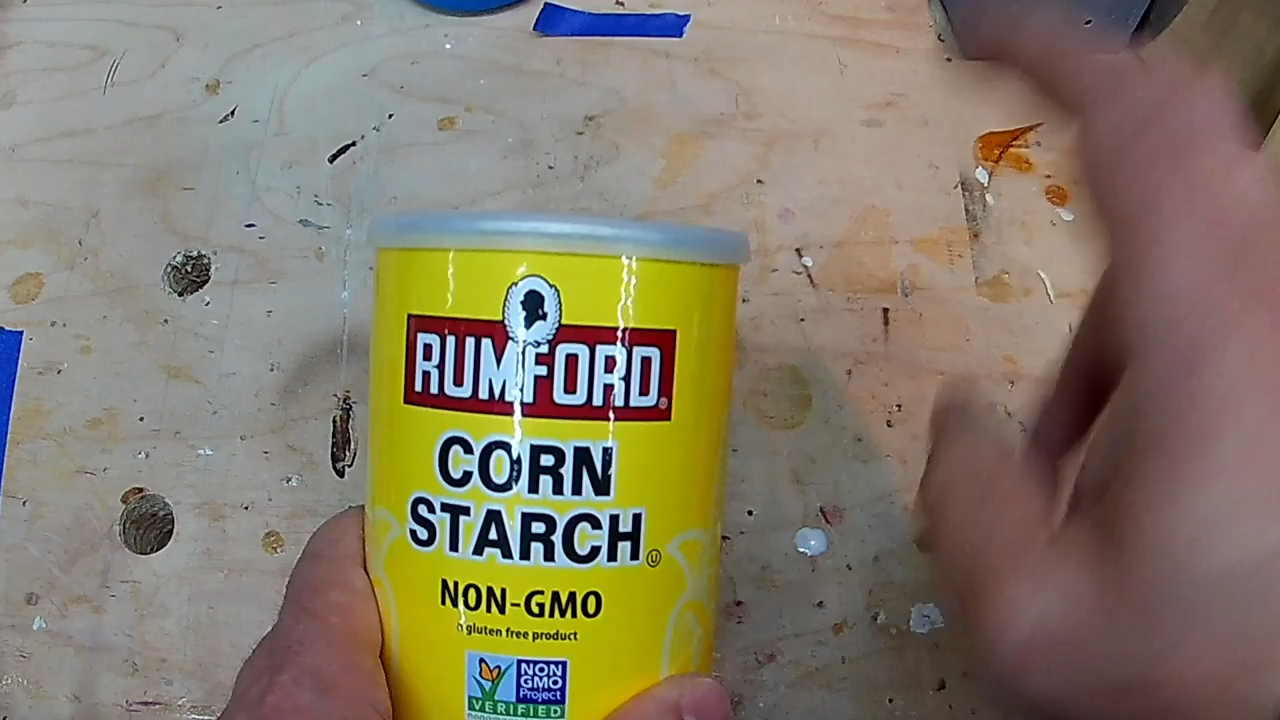 RUMFORD®
CORN
STARCH Ⓤ
NON-GMO
a gluten free product
NON
GMO
Project
VERIFIED